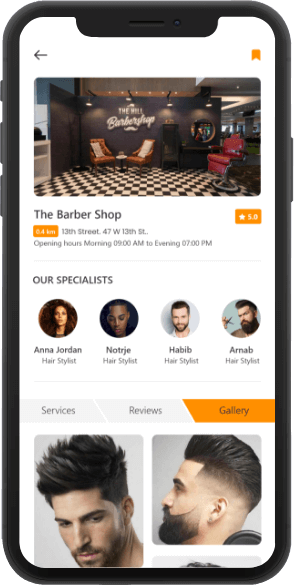 THE HILL
Barbershop
The Barber Shop
★ 5.0
0.4 km 13th Street. 47 W 13th St..
Opening hours Morning 09:00 AM to Evening 07:00 PM
OUR SPECIALISTS
Anna Jordan Notrje Habib Arnab
Hair Stylist Hair Stylist Hair Stylist Hair Stylist
Services Reviews Gallery